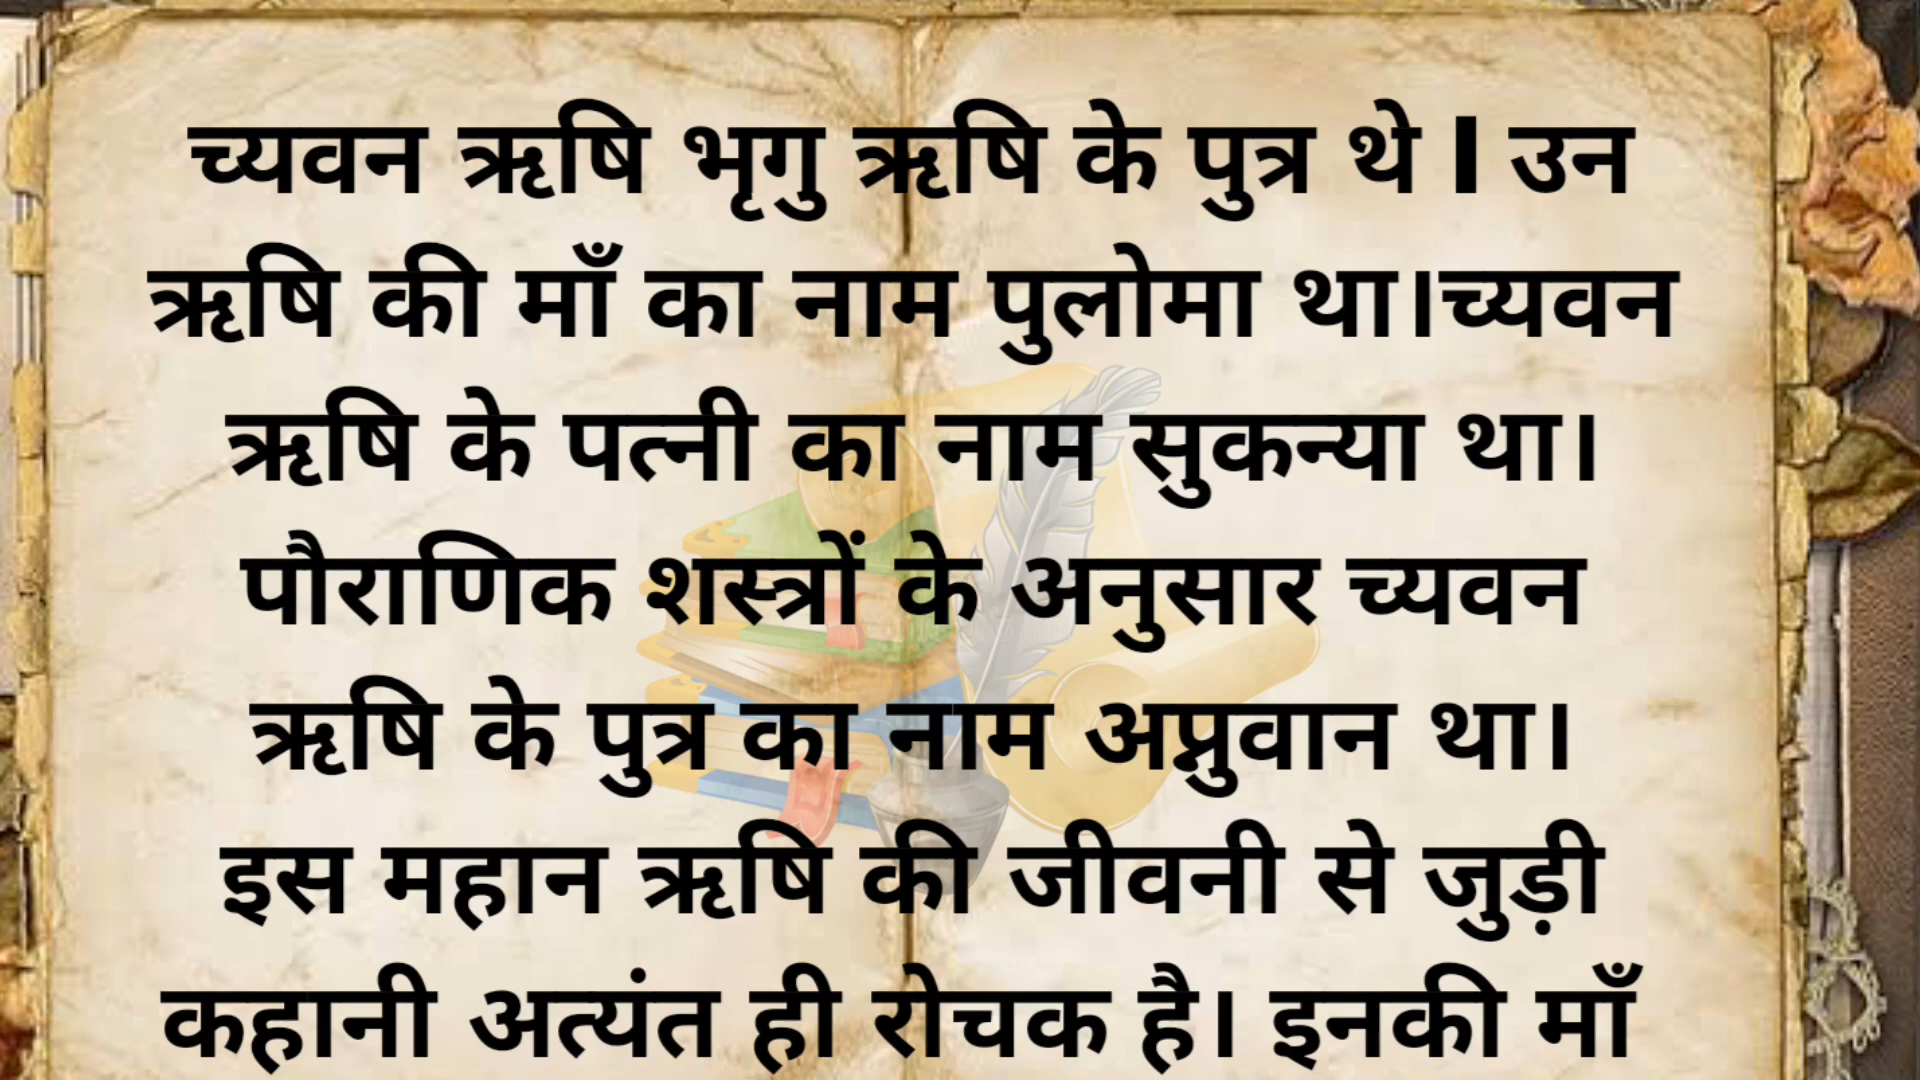 च्यवन ऋषि भृगु ऋषि के पुत्र थे l उन
ऋषि की माँ का नाम पुलोमा था।च्यवन
ऋषि के पत्नी का नाम सुकन्या था।
पौराणिक शस्त्रों के अनुसार च्यवन
ऋषि के पुत्र का नाम अप्नुवान था।
इस महान ऋषि की जीवनी से जुड़ी
कहानी अत्यंत ही रोचक है। इनकी माँ